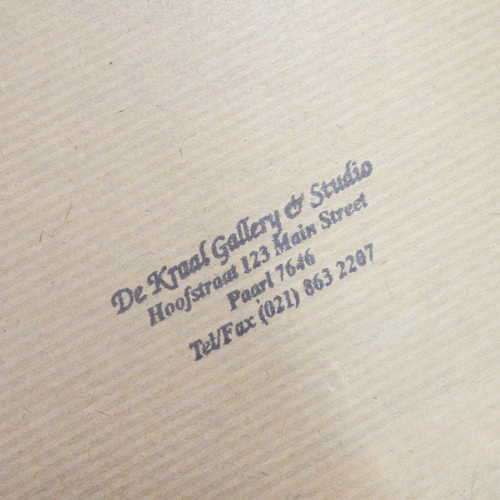 De Kraal Gallery & Studio
Hoofstraat 123 Main Street
Paarl 7646
Tel/Fax (021) 863 2207